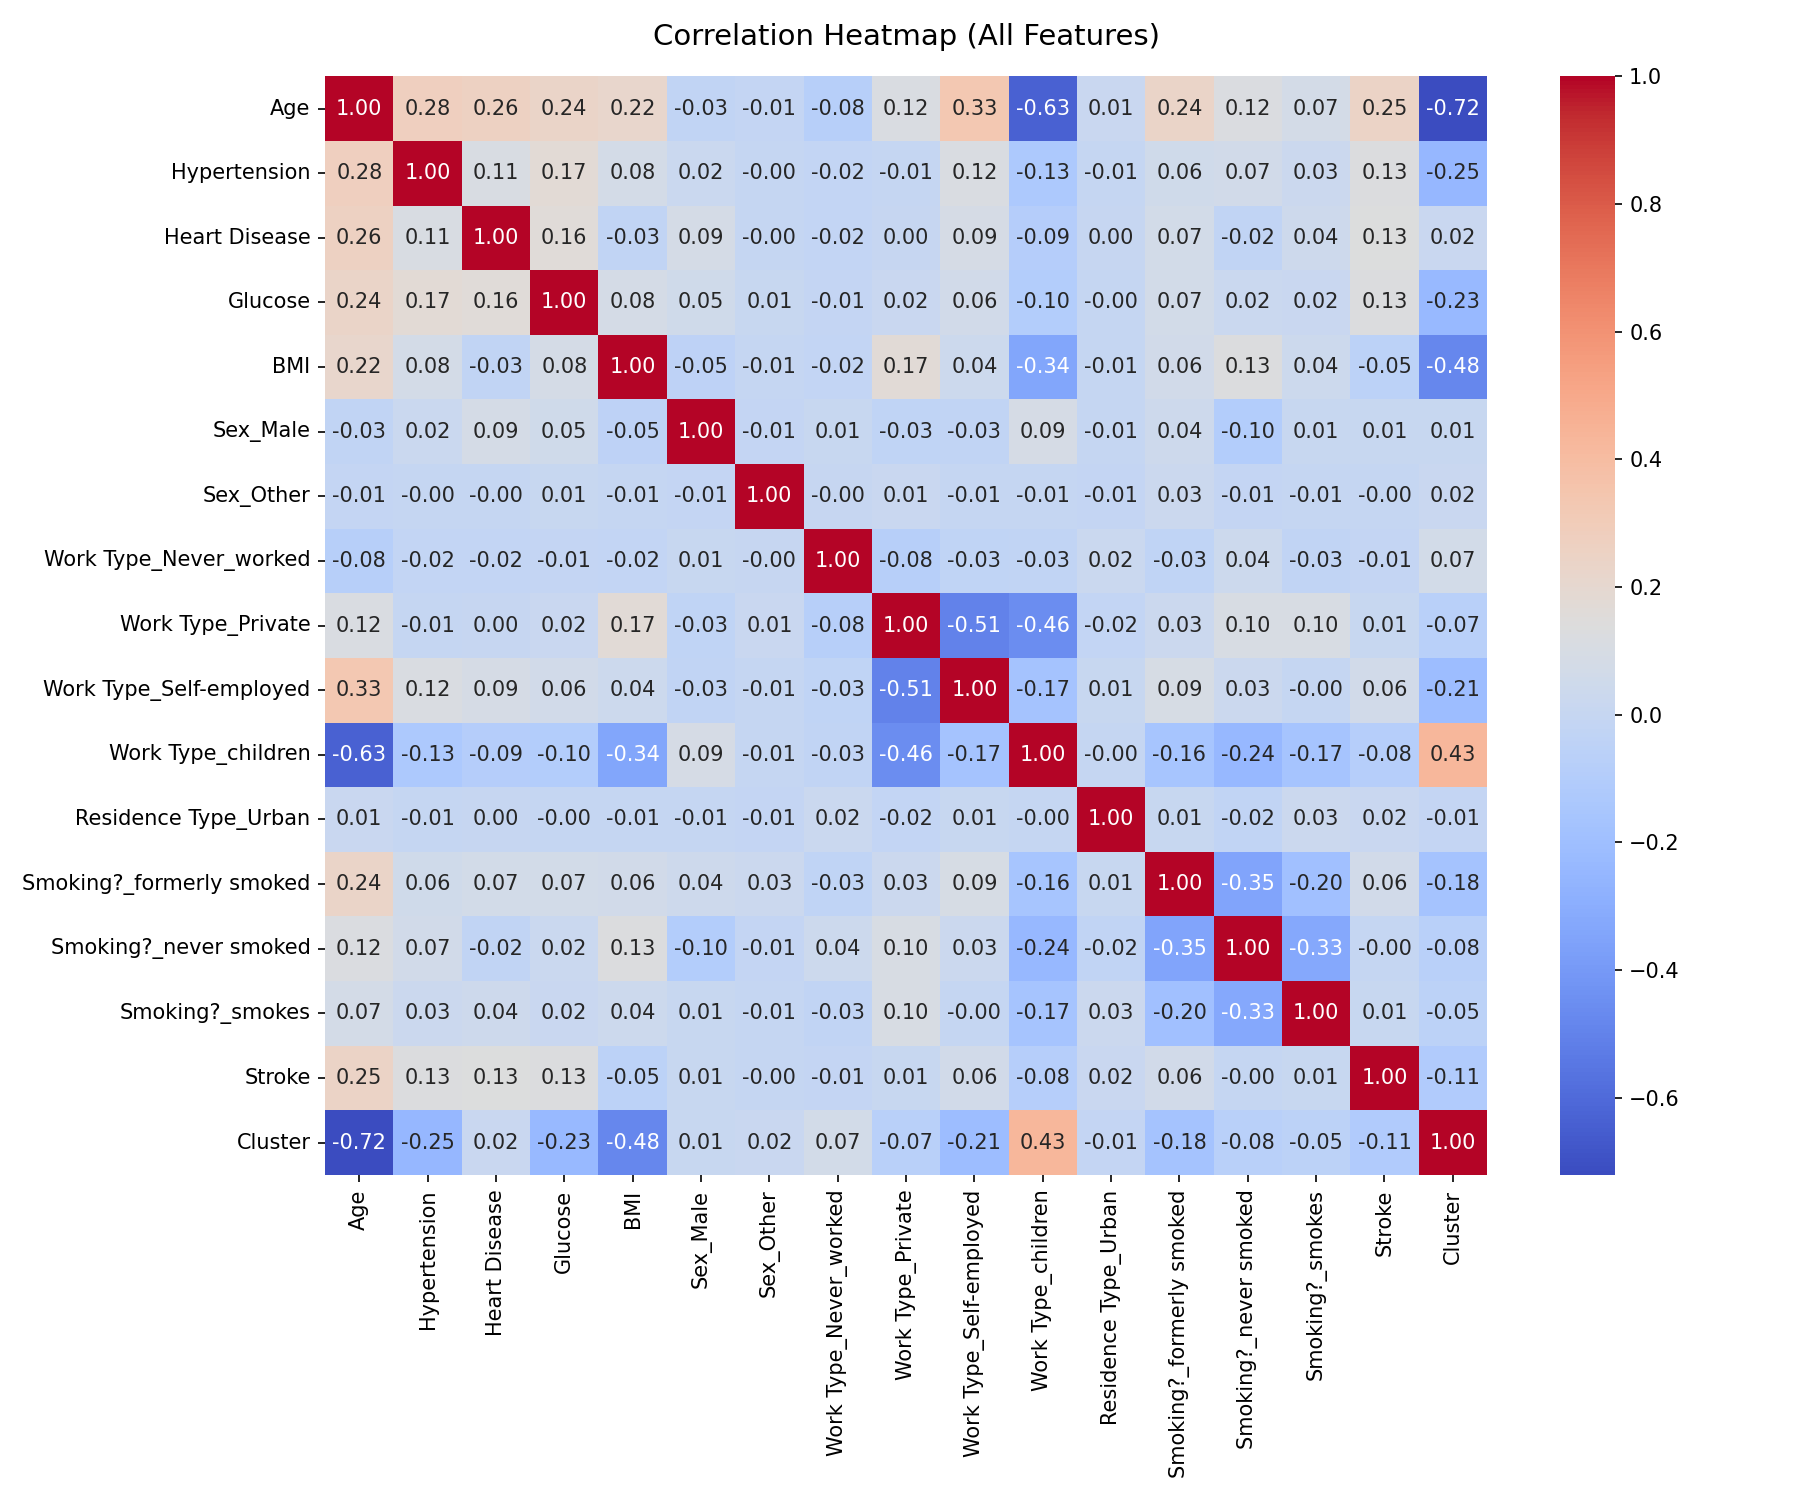 Correlation Heatmap (All Features)
Age 1.00 0.28 0.26 0.24 0.22 -0.03 -0.01 -0.08 0.12 0.33 -0.63 0.01 0.24 0.12 0.07 0.25 -0.72
Hypertension 0.28 1.00 0.11 0.17 0.08 0.02 -0.00 -0.02 -0.01 0.12 -0.13 -0.01 0.06 0.07 0.03 0.13 -0.25
Heart Disease 0.26 0.11 1.00 0.16 -0.03 0.09 -0.00 -0.02 0.00 0.09 -0.09 0.00 0.07 -0.02 0.04 0.13 0.02
Glucose 0.24 0.17 0.16 1.00 0.08 0.05 0.01 -0.01 0.02 0.06 -0.10 -0.00 0.07 0.02 0.02 0.13 -0.23
BMI 0.22 0.08 -0.03 0.08 1.00 -0.05 -0.01 -0.02 0.17 0.04 -0.34 -0.01 0.06 0.13 0.04 -0.05 -0.48
Sex_Male -0.03 0.02 0.09 0.05 -0.05 1.00 -0.01 0.01 -0.03 -0.03 0.09 -0.01 0.04 -0.10 0.01 0.01 0.01
Sex_Other -0.01 -0.00 -0.00 0.01 -0.01 -0.01 1.00 -0.00 0.01 -0.01 -0.01 -0.01 0.03 -0.01 -0.01 -0.00 0.02
Work Type_Never_worked -0.08 -0.02 -0.02 -0.01 -0.02 0.01 -0.00 1.00 -0.08 -0.03 -0.03 0.02 -0.03 0.04 -0.03 -0.01 0.07
Work Type_Private 0.12 -0.01 0.00 0.02 0.17 -0.03 0.01 -0.08 1.00 -0.51 -0.46 -0.02 0.03 0.10 0.10 0.01 -0.07
Work Type_Self-employed 0.33 0.12 0.09 0.06 0.04 -0.03 -0.01 -0.03 -0.51 1.00 -0.17 0.01 0.09 0.03 -0.00 0.06 -0.21
Work Type_children -0.63 -0.13 -0.09 -0.10 -0.34 0.09 -0.01 -0.03 -0.46 -0.17 1.00 -0.00 -0.16 -0.24 -0.17 -0.08 0.43
Residence Type_Urban 0.01 -0.01 0.00 -0.00 -0.01 -0.01 -0.01 0.02 -0.02 0.01 -0.00 1.00 0.01 -0.02 0.03 0.02 -0.01
Smoking?_formerly smoked 0.24 0.06 0.07 0.07 0.06 0.04 0.03 -0.03 0.03 0.09 -0.16 0.01 1.00 -0.35 -0.20 0.06 -0.18
Smoking?_never smoked 0.12 0.07 -0.02 0.02 0.13 -0.10 -0.01 0.04 0.10 0.03 -0.24 -0.02 -0.35 1.00 -0.33 -0.00 -0.08
Smoking?_smokes 0.07 0.03 0.04 0.02 0.04 0.01 -0.01 -0.03 0.10 -0.00 -0.17 0.03 -0.20 -0.33 1.00 0.01 -0.05
Stroke 0.25 0.13 0.13 0.13 -0.05 0.01 -0.00 -0.01 0.01 0.06 -0.08 0.02 0.06 -0.00 0.01 1.00 -0.11
Cluster -0.72 -0.25 0.02 -0.23 -0.48 0.01 0.02 0.07 -0.07 -0.21 0.43 -0.01 -0.18 -0.08 -0.05 -0.11 1.00
Age
Hypertension
Heart Disease
Glucose
BMI
Sex_Male
Sex_Other
Work Type_Never_worked
Work Type_Private
Work Type_Self-employed
Work Type_children
Residence Type_Urban
Smoking?_formerly smoked
Smoking?_never smoked
Smoking?_smokes
Stroke
Cluster
1.0
0.8
0.6
0.4
0.2
0.0
−0.2
−0.4
−0.6